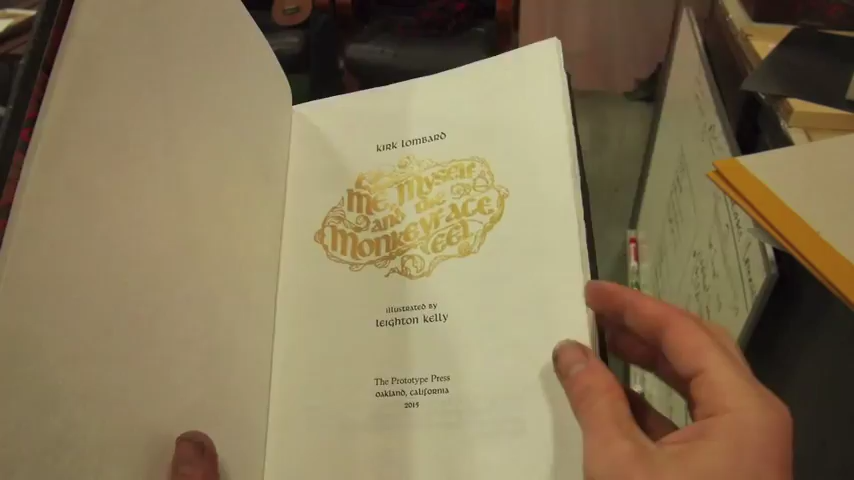 KIRK LOMBARD
Me, Myself
and the
Monkeyface
Eel
illustrated by
Leighton Kelly
The Prototype Press
Oakland, California
2015